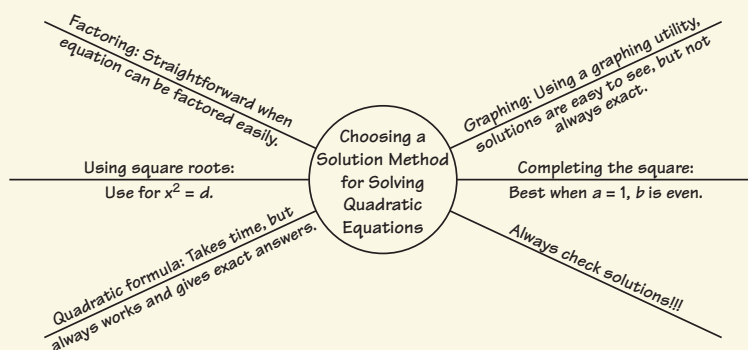 Factoring: Straightforward when
equation can be factored easily.
Graphing: Using a graphing utility,
solutions are easy to see, but not
always exact.
Choosing a
Solution Method
for Solving
Quadratic
Equations
Using square roots:
Use for x² = d.
Completing the square:
Best when a = 1, b is even.
Quadratic formula: Takes time, but
always works and gives exact answers.
Always check solutions!!!